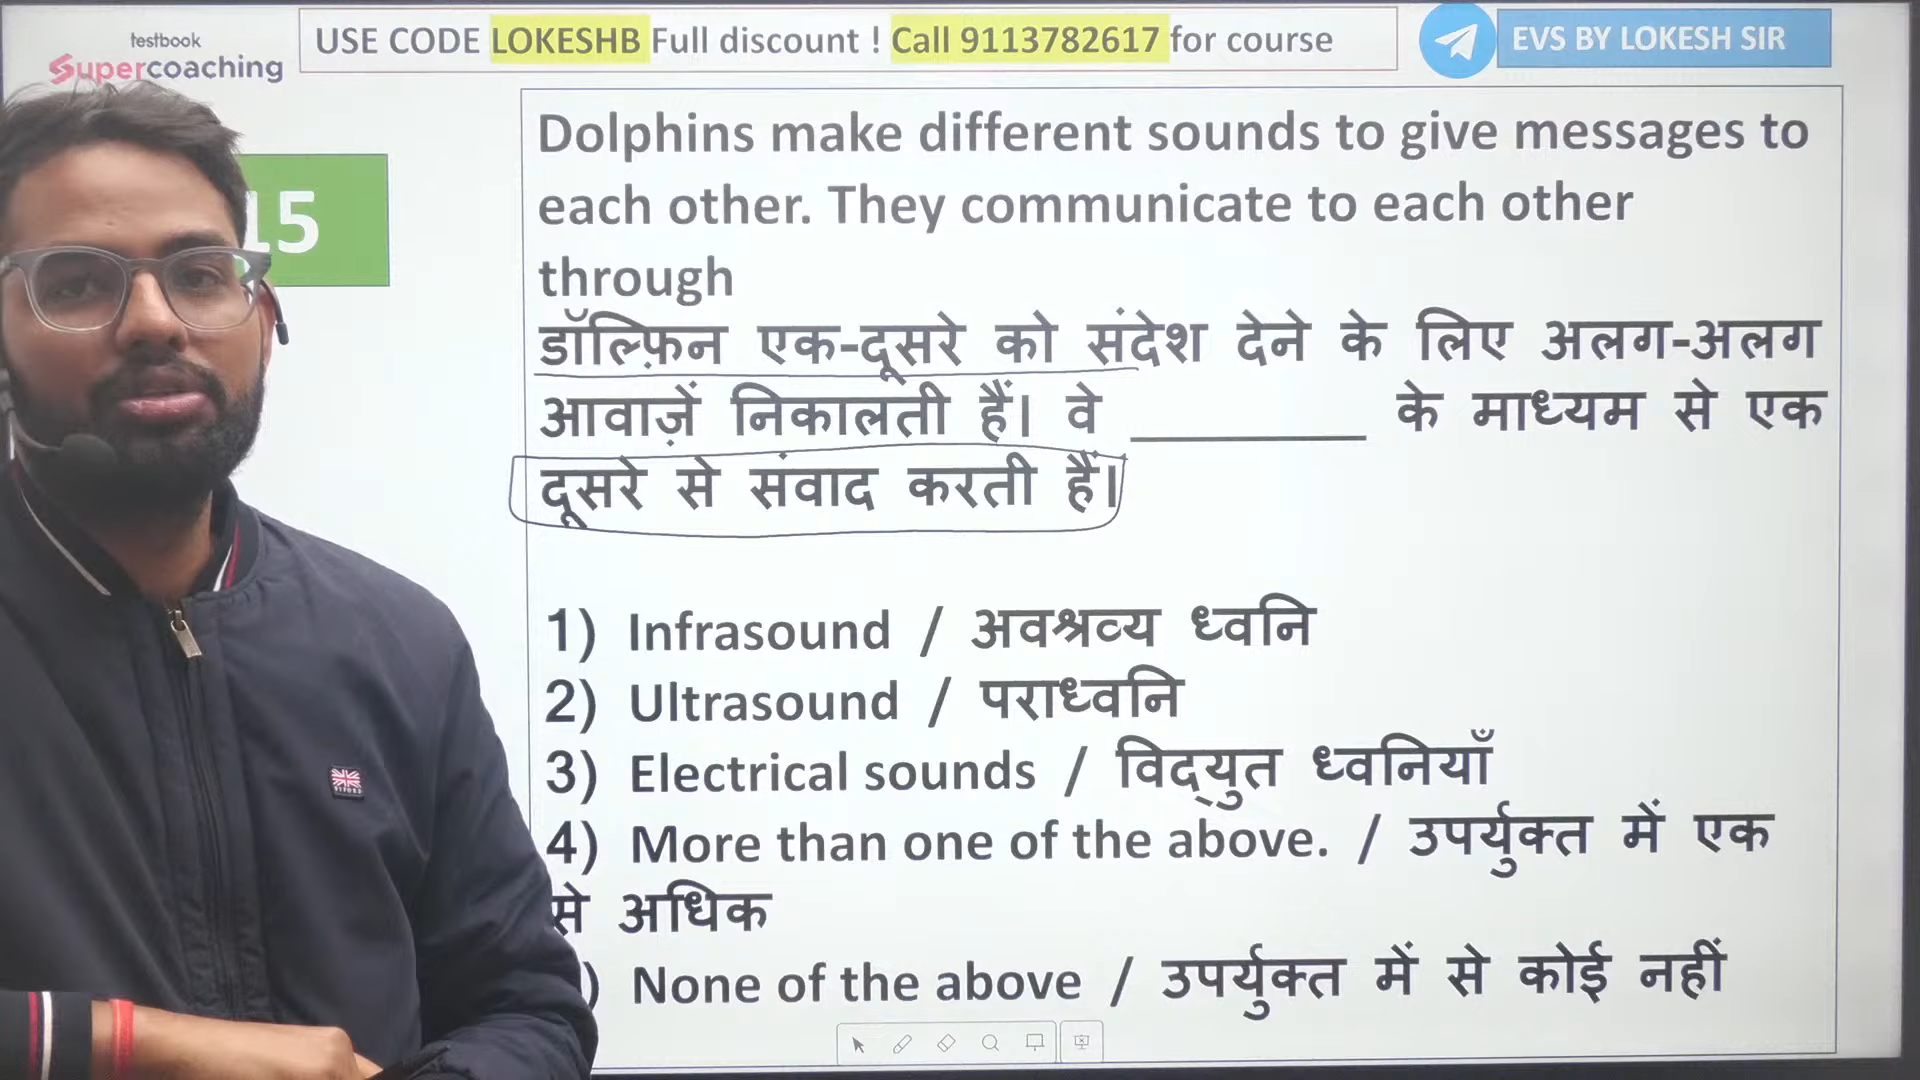 testbook
Supercoaching
USE CODE LOKESHB Full discount ! Call 9113782617 for course
EVS BY LOKESH SIR
15
Dolphins make different sounds to give messages to
each other. They communicate to each other
through
डॉल्फ़िन एक-दूसरे को संदेश देने के लिए अलग-अलग
आवाज़ें निकालती हैं। वे __________ के माध्यम से एक
दूसरे से संवाद करती हैं।
1) Infrasound / अवश्रव्य ध्वनि
2) Ultrasound / पराध्वनि
3) Electrical sounds / विद्युत ध्वनियाँ
4) More than one of the above. / उपर्युक्त में एक
से अधिक
) None of the above / उपर्युक्त में से कोई नहीं